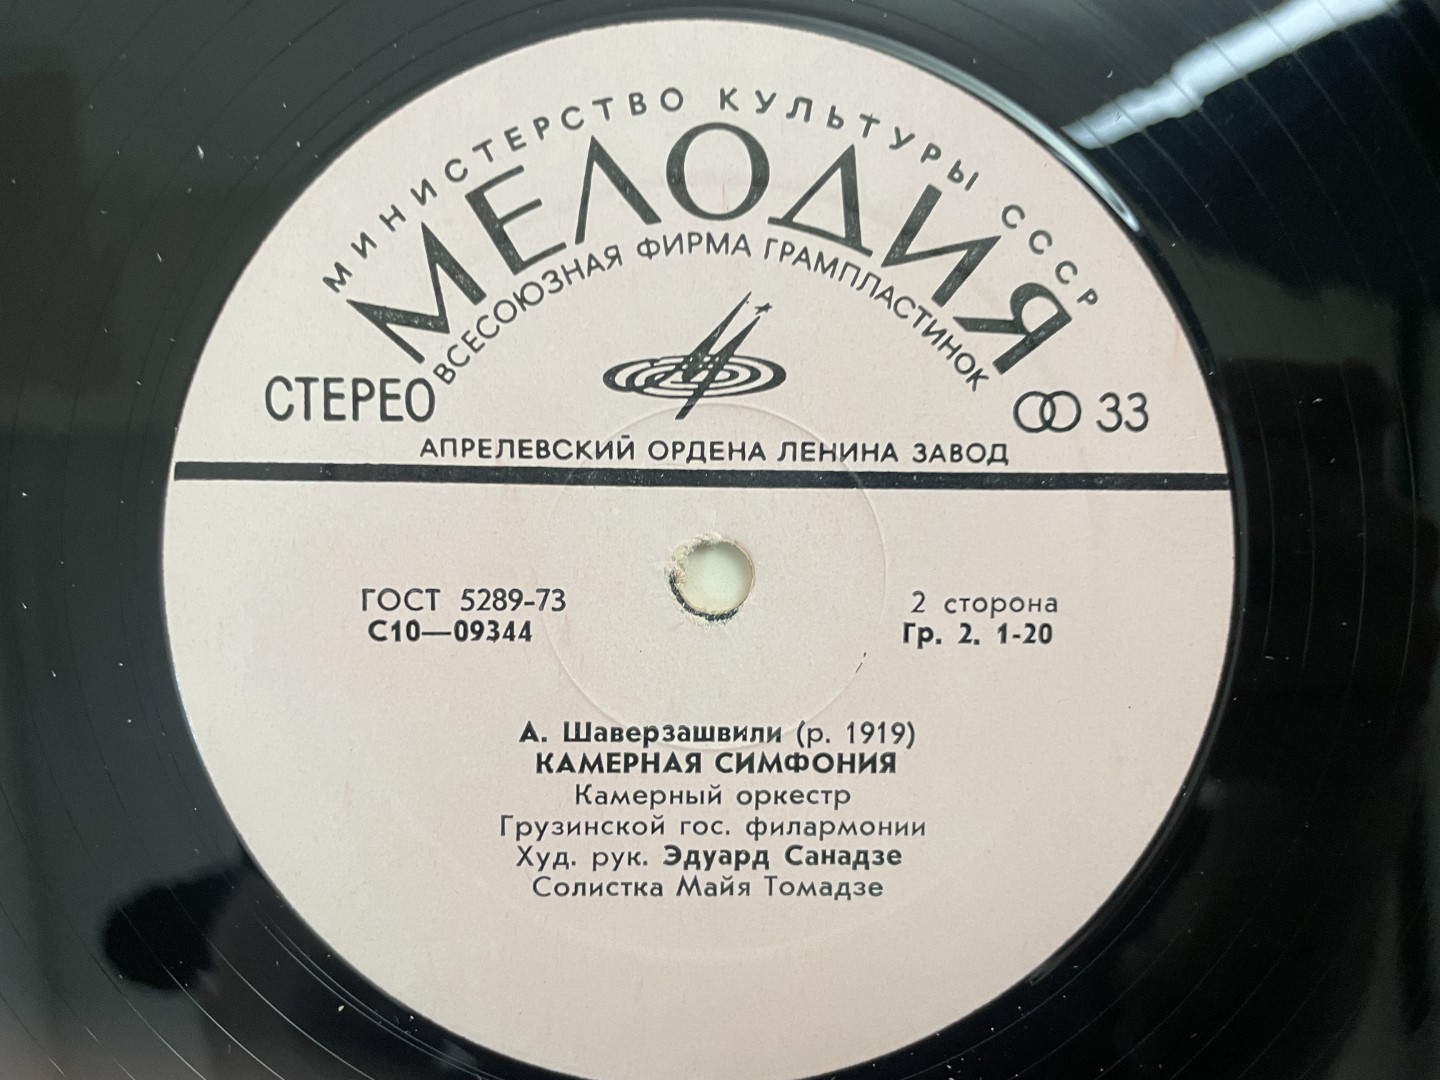 МИНИСТЕРСТВО КУЛЬТУРЫ СССР
МЕЛОДИЯ
ВСЕСОЮЗНАЯ ФИРМА ГРАМПЛАСТИНОК
СТЕРЕО
33
АПРЕЛЕВСКИЙ ОРДЕНА ЛЕНИНА ЗАВОД
ГОСТ 5289-73
С10—09344
2 сторона
Гр. 2. 1-20
А. Шаверзашвили (р. 1919)
КАМЕРНАЯ СИМФОНИЯ
Камерный оркестр
Грузинской гос. филармонии
Худ. рук. Эдуард Санадзе
Солистка Майя Томадзе